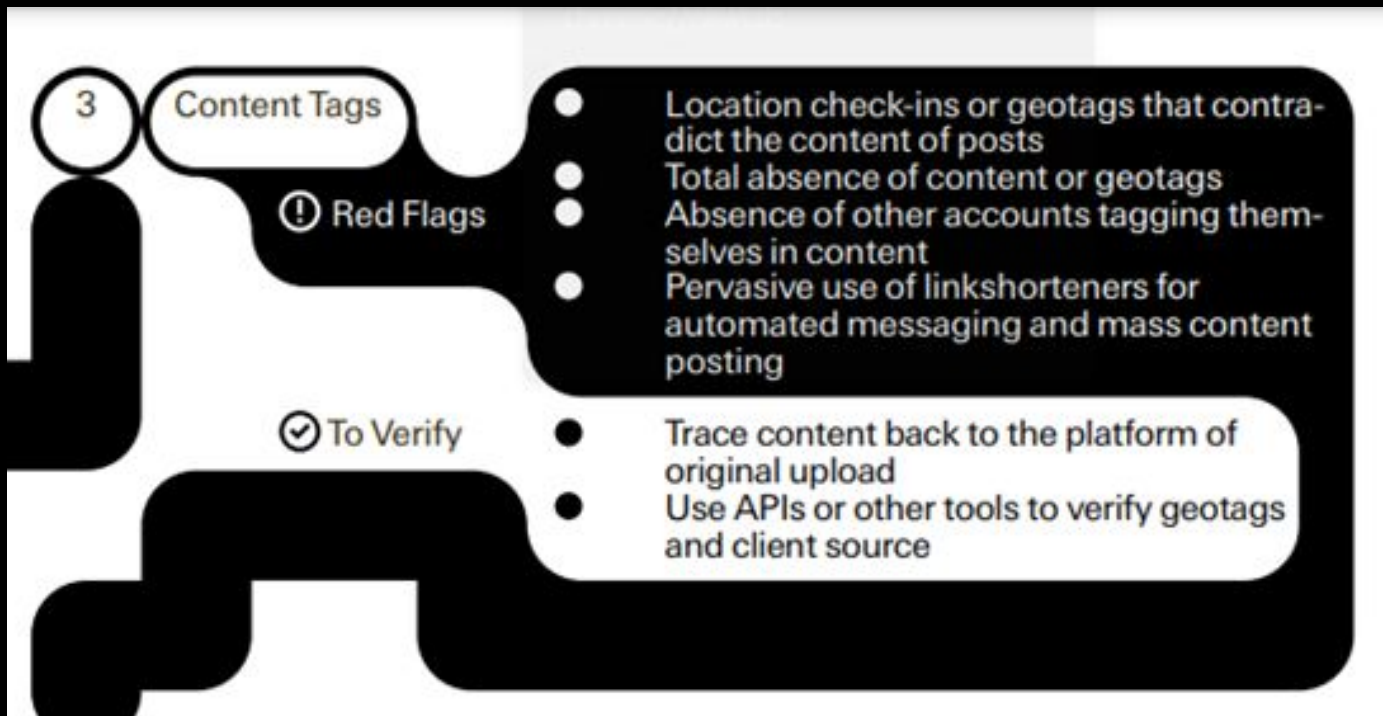 3
Content Tags
Red Flags
Location check-ins or geotags that contra-
dict the content of posts
Total absence of content or geotags
Absence of other accounts tagging them-
selves in content
Pervasive use of linkshorteners for
automated messaging and mass content
posting
To Verify
Trace content back to the platform of
original upload
Use APIs or other tools to verify geotags
and client source